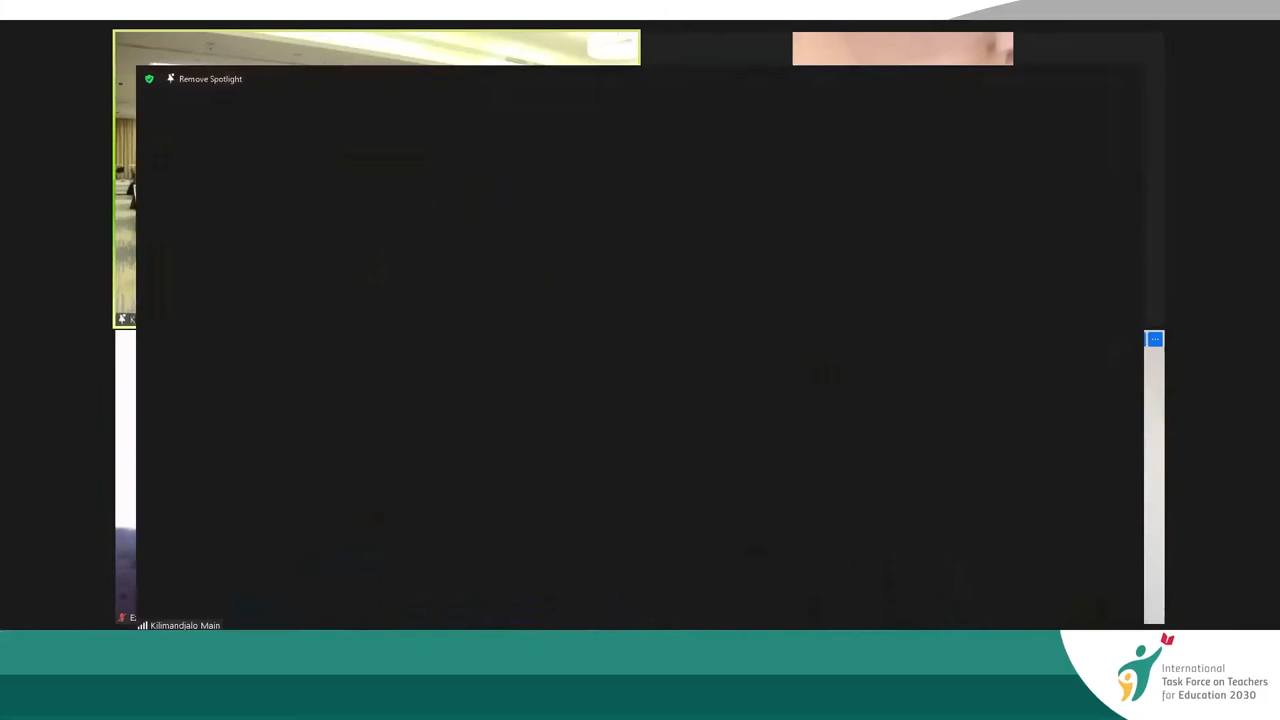 Remove Spotlight
K
E
Kilimandjalo Main
International
Task Force on Teachers
for Education 2030